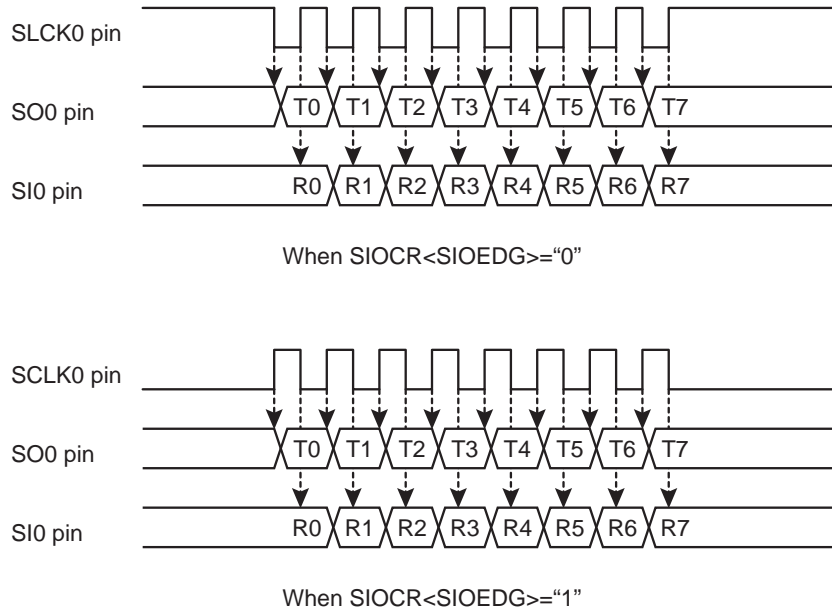 SLCK0 pin
SO0 pin T0 T1 T2 T3 T4 T5 T6 T7
SI0 pin R0 R1 R2 R3 R4 R5 R6 R7
When SIOCR<SIOEDG>=“0”
SCLK0 pin
SO0 pin T0 T1 T2 T3 T4 T5 T6 T7
SI0 pin R0 R1 R2 R3 R4 R5 R6 R7
When SIOCR<SIOEDG>=“1”